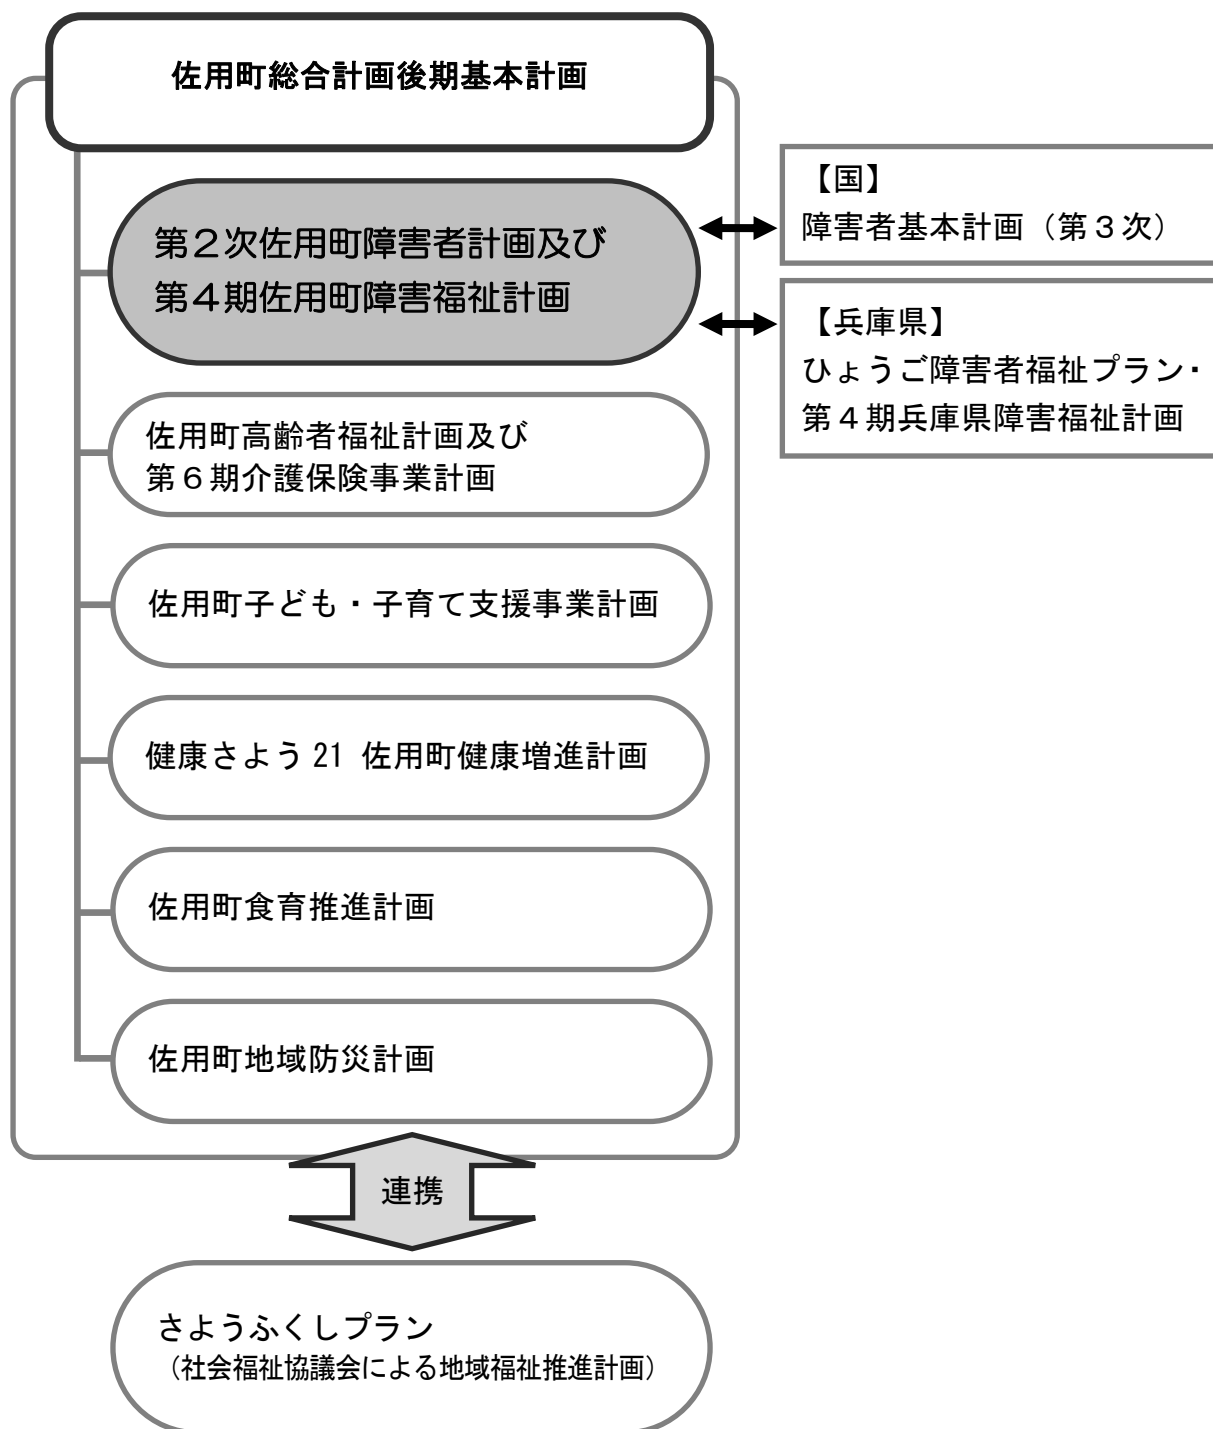 佐用町総合計画後期基本計画
第２次佐用町障害者計画及び
第４期佐用町障害福祉計画
【国】
障害者基本計画（第３次）
【兵庫県】
ひょうご障害者福祉プラン・
第４期兵庫県障害福祉計画
佐用町高齢者福祉計画及び
第６期介護保険事業計画
佐用町子ども・子育て支援事業計画
健康さよう 21 佐用町健康増進計画
佐用町食育推進計画
佐用町地域防災計画
連携
さようふくしプラン
（社会福祉協議会による地域福祉推進計画）